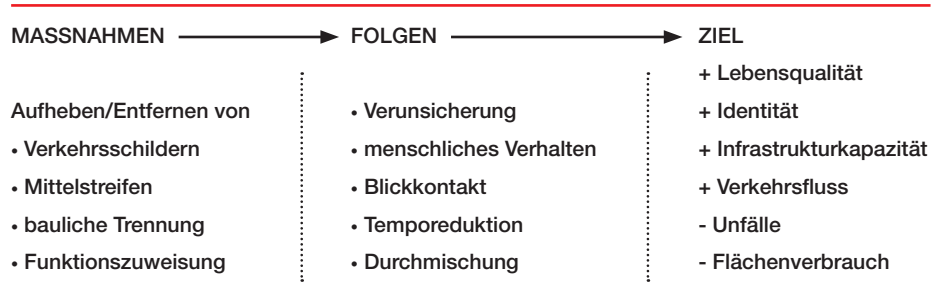 MASSNAHMEN
Aufheben/Entfernen von
• Verkehrsschildern
• Mittelstreifen
• bauliche Trennung
• Funktionszuweisung
FOLGEN
• Verunsicherung
• menschliches Verhalten
• Blickkontakt
• Temporeduktion
• Durchmischung
ZIEL
+ Lebensqualität
+ Identität
+ Infrastrukturkapazität
+ Verkehrsfluss
- Unfälle
- Flächenverbrauch